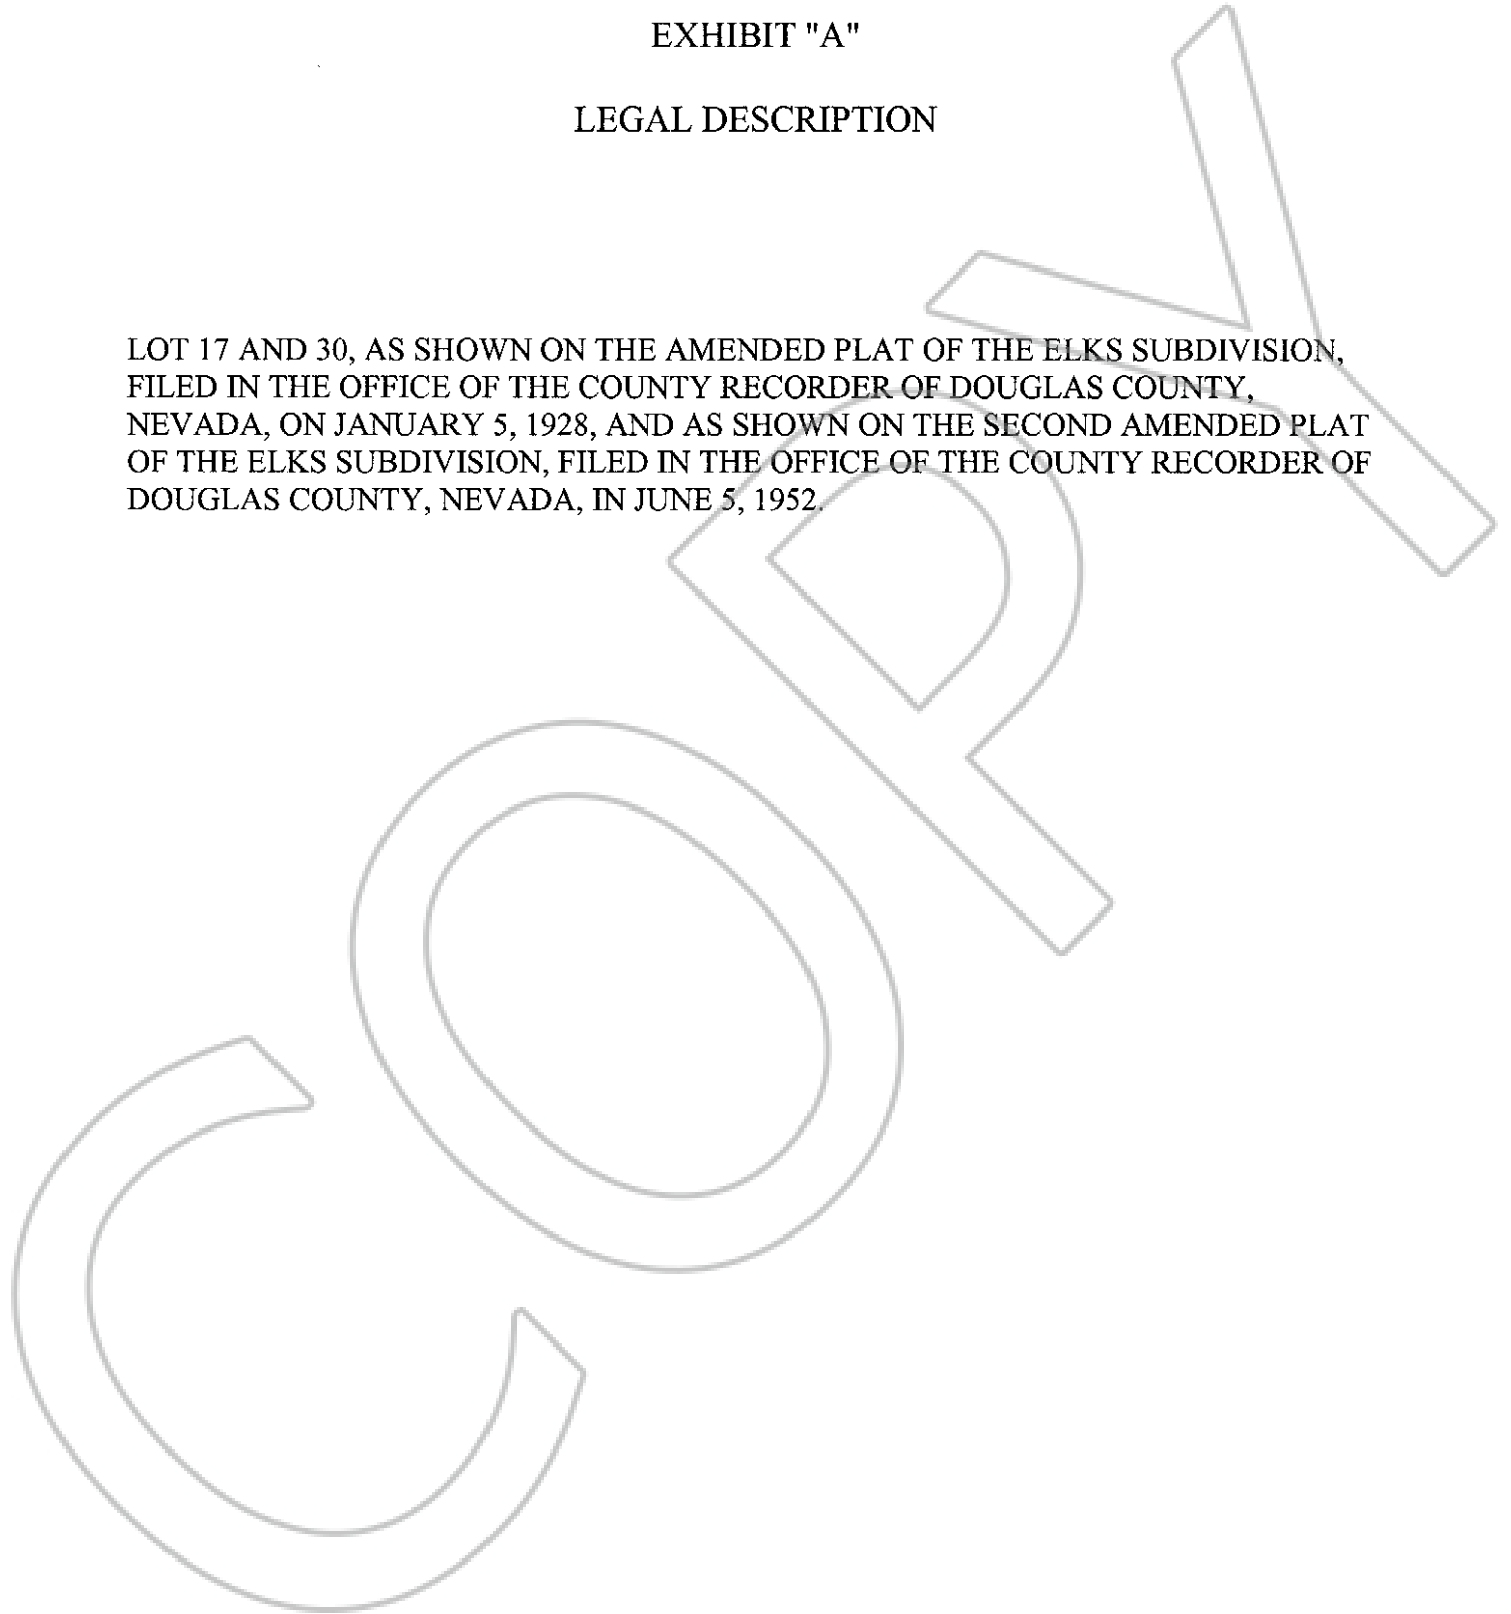 EXHIBIT "A"
LEGAL DESCRIPTION
LOT 17 AND 30, AS SHOWN ON THE AMENDED PLAT OF THE ELKS SUBDIVISION,
FILED IN THE OFFICE OF THE COUNTY RECORDER OF DOUGLAS COUNTY,
NEVADA, ON JANUARY 5, 1928, AND AS SHOWN ON THE SECOND AMENDED PLAT
OF THE ELKS SUBDIVISION, FILED IN THE OFFICE OF THE COUNTY RECORDER OF
DOUGLAS COUNTY, NEVADA, IN JUNE 5, 1952.
COPY